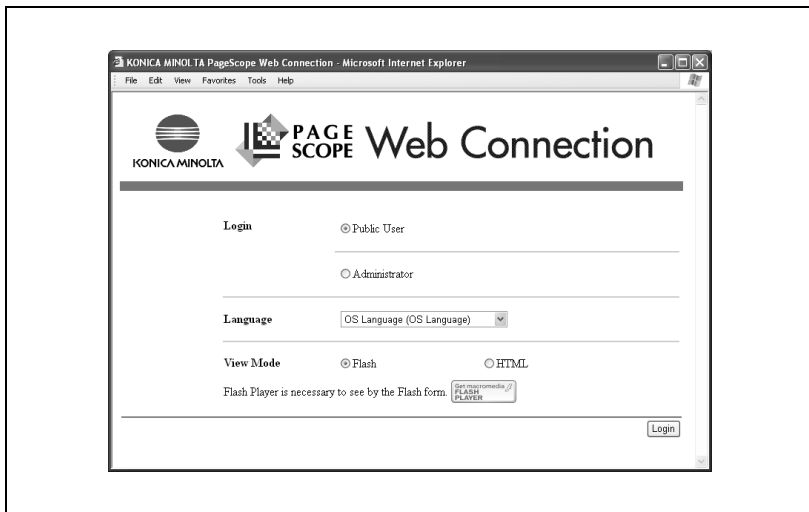 KONICA MINOLTA PageScope Web Connection - Microsoft Internet Explorer
File Edit View Favorites Tools Help
KONICA MINOLTA
PAGE SCOPE Web Connection
Login
Public User
Administrator
Language
OS Language (OS Language)
View Mode
Flash
HTML
Flash Player is necessary to see by the Flash form.
Get macromedia
FLASH
PLAYER
Login